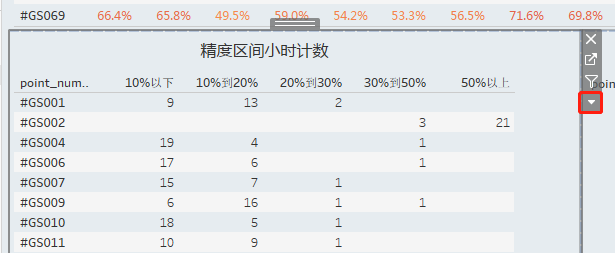 #GS069 66.4% 65.8% 49.5% 59.0% 54.2% 53.3% 56.5% 71.6% 69.8%
精度区间小时计数
point_num.. 10%以下 10%到20% 20%到30% 30%到50% 50%以上
#GS001 9 13 2
#GS002 3 21
#GS004 19 4 1
#GS006 17 6 1
#GS007 15 7 1
#GS009 6 16 1 1
#GS010 18 5 1
#GS011 10 9 1